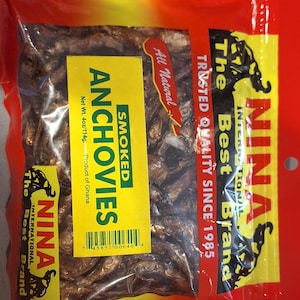 All Natural
SMOKED
ANCHOVIES
Net Wt. 4oz/114g
Product of Ghana
TRUSTED QUALITY SINCE 1985
NINA
INTERNATIONAL
The Best Brand
NINA
INTERNATIONAL
The Best Brand